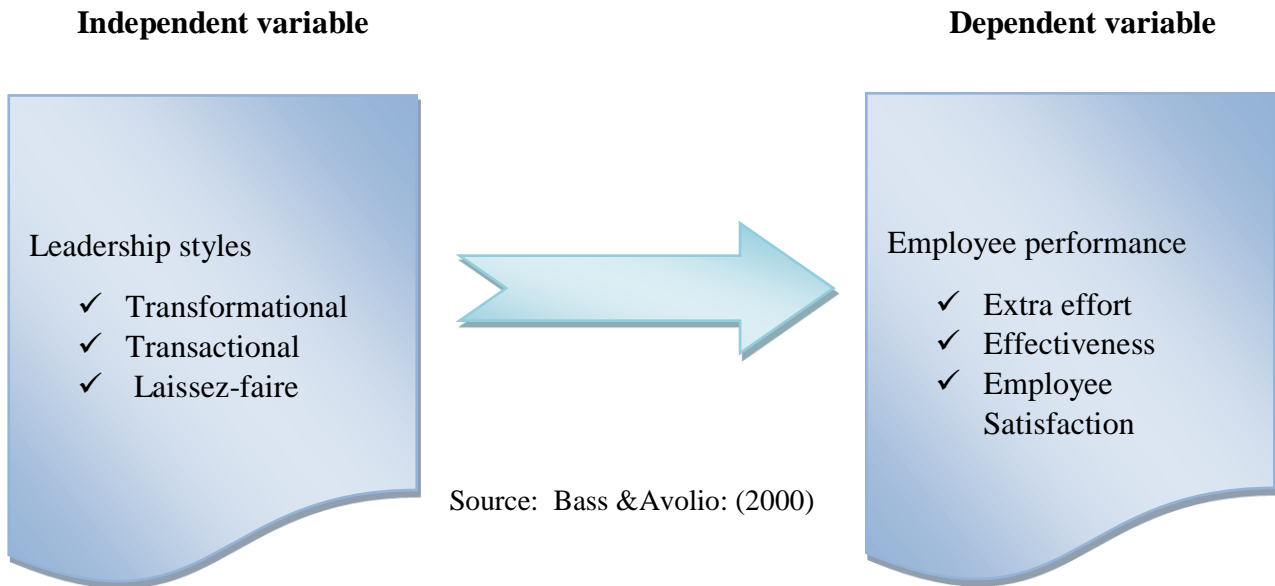 Independent variable
Dependent variable
Leadership styles
✓ Transformational
✓ Transactional
✓ Laissez-faire
Employee performance
✓ Extra effort
✓ Effectiveness
✓ Employee
Satisfaction
Source: Bass &Avolio: (2000)